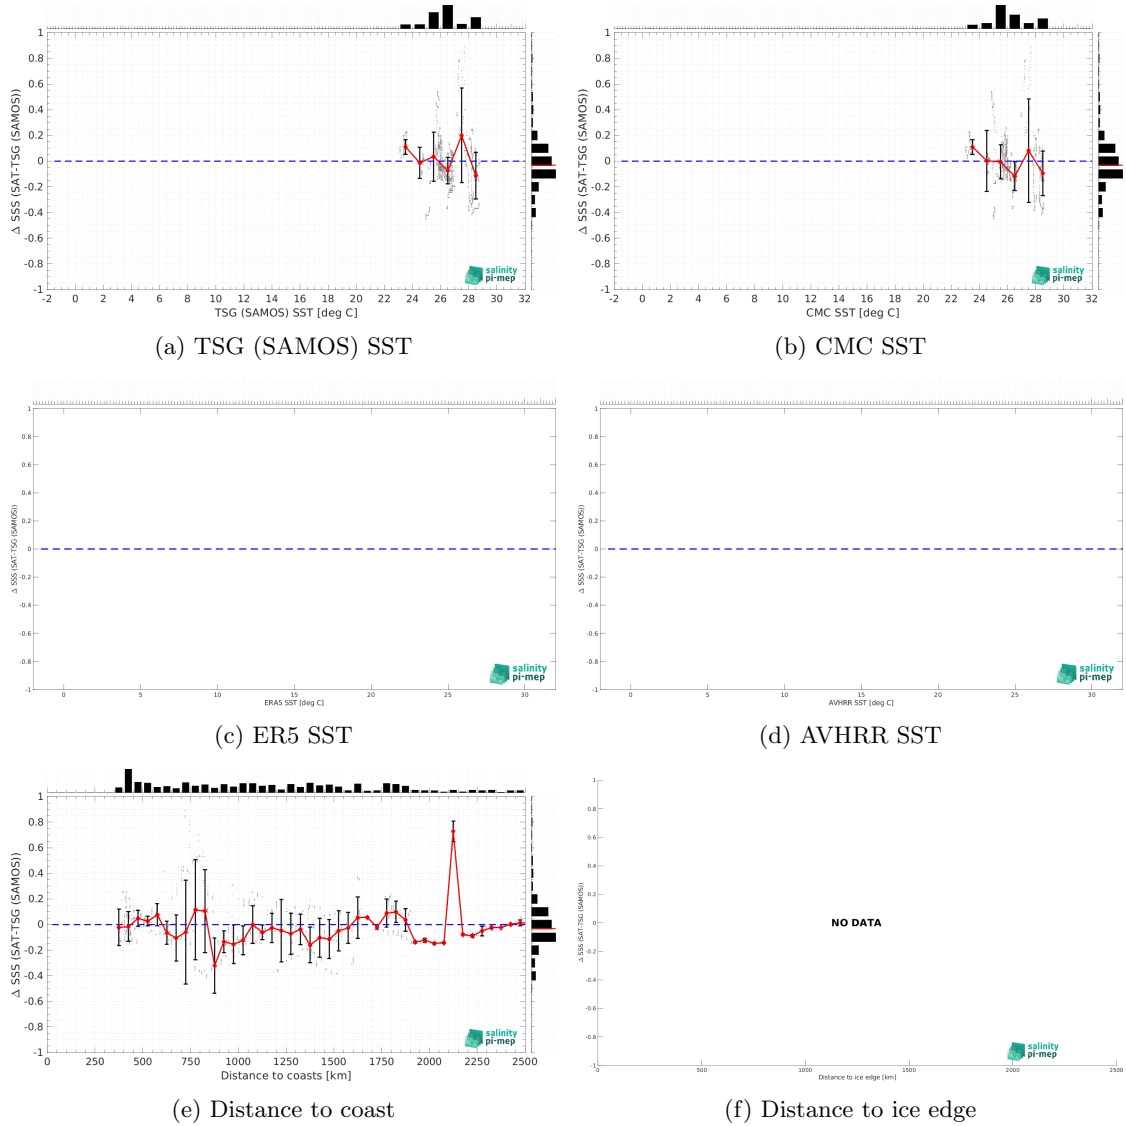 1
0.8
0.6
0.4
0.2
0
-0.2
-0.4
-0.6
-0.8
-1
Δ SSS (SAT-TSG (SAMOS))
-2 0 2 4 6 8 10 12 14 16 18 20 22 24 26 28 30 32
TSG (SAMOS) SST [deg C]
salinity
pi-mep
(a) TSG (SAMOS) SST
1
0.8
0.6
0.4
0.2
0
-0.2
-0.4
-0.6
-0.8
-1
Δ SSS (SAT-TSG (SAMOS))
-2 0 2 4 6 8 10 12 14 16 18 20 22 24 26 28 30 32
CMC SST [deg C]
salinity
pi-mep
(b) CMC SST
1
0.8
0.6
0.4
0.2
0
-0.2
-0.4
-0.6
-0.8
-1
Δ SSS (SAT-TSG (SAMOS))
0 5 10 15 20 25 30
ERA5 SST [deg C]
salinity
pi-mep
(c) ER5 SST
1
0.8
0.6
0.4
0.2
0
-0.2
-0.4
-0.6
-0.8
-1
Δ SSS (SAT-TSG (SAMOS))
0 5 10 15 20 25 30
AVHRR SST [deg C]
salinity
pi-mep
(d) AVHRR SST
1
0.8
0.6
0.4
0.2
0
-0.2
-0.4
-0.6
-0.8
-1
Δ SSS (SAT-TSG (SAMOS))
0 250 500 750 1000 1250 1500 1750 2000 2250 2500
Distance to coasts [km]
salinity
pi-mep
(e) Distance to coast
1
0.8
0.6
0.4
0.2
0
-0.2
-0.4
-0.6
-0.8
-1
Δ SSS (SAT-TSG (SAMOS))
NO DATA
0 500 1000 1500 2000 2500
Distance to ice edge [km]
salinity
pi-mep
(f) Distance to ice edge